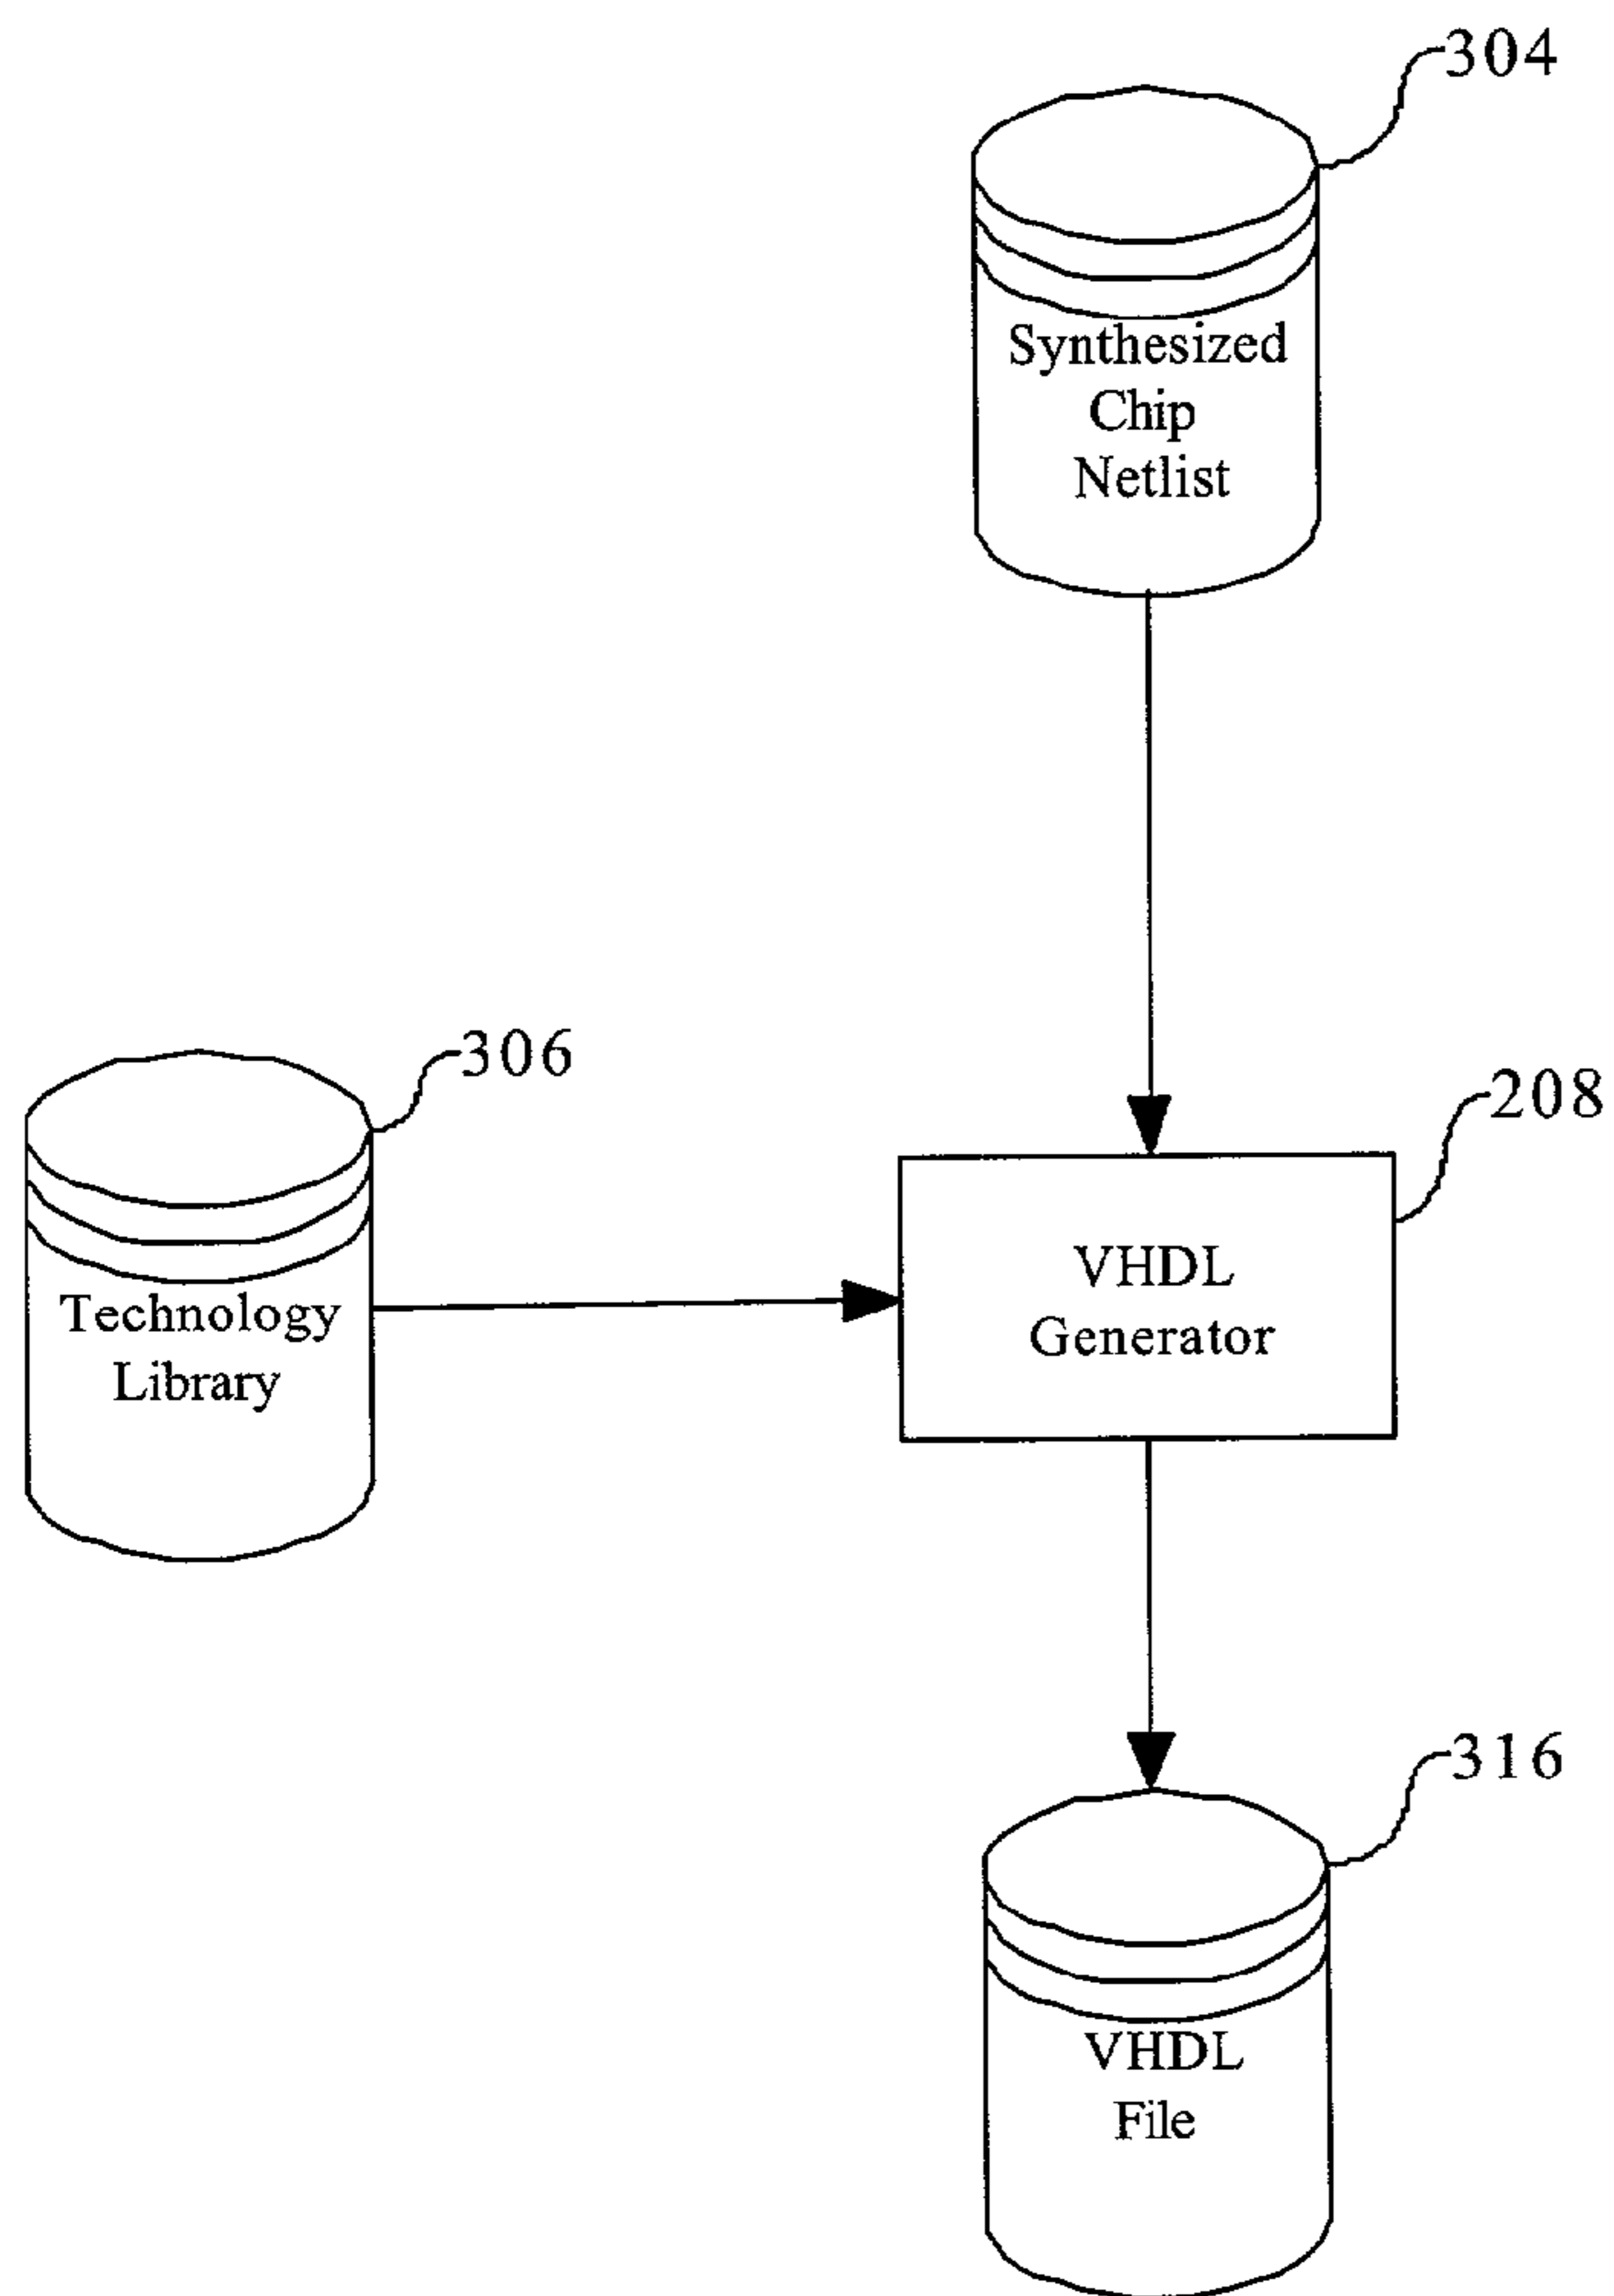 304
Synthesized
Chip
Netlist
306
Technology
Library
208
VHDL
Generator
316
VHDL
File